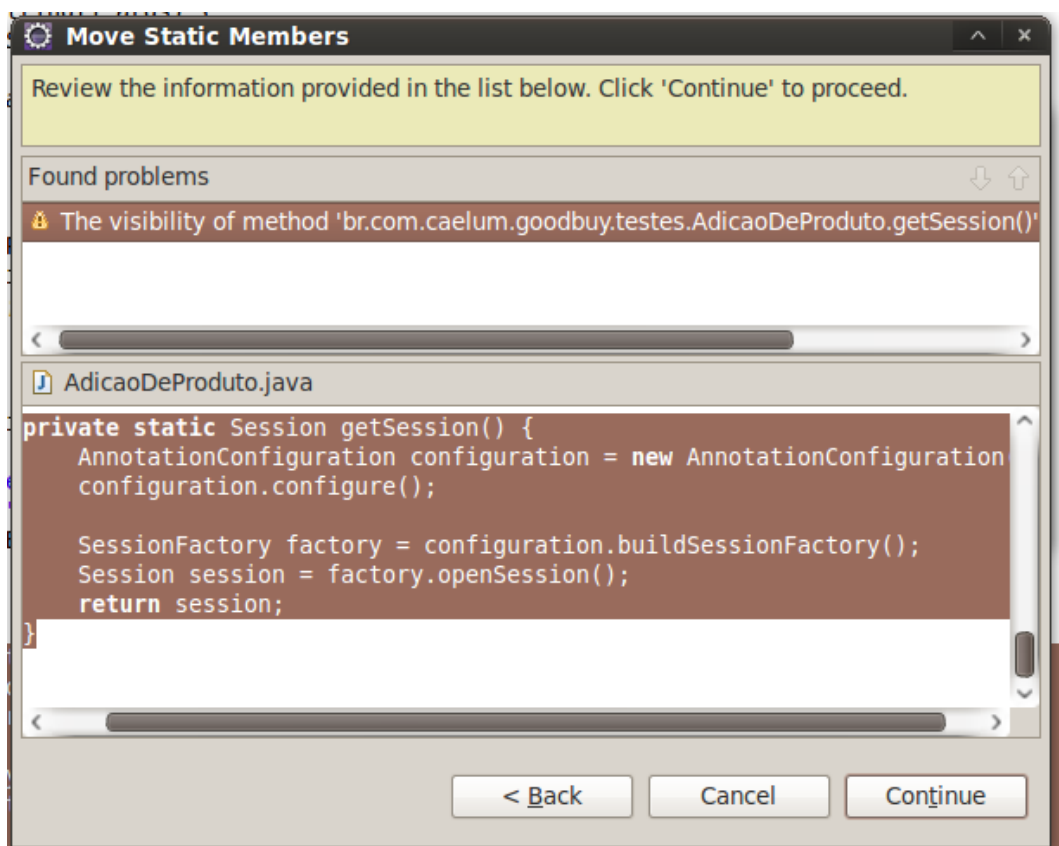 Move Static Members
Review the information provided in the list below. Click 'Continue' to proceed.
Found problems
The visibility of method 'br.com.caelum.goodbuy.testes.AdicaoDeProduto.getSession()'
AdicaoDeProduto.java
private static Session getSession() {
AnnotationConfiguration configuration = new AnnotationConfiguration
configuration.configure();
SessionFactory factory = configuration.buildSessionFactory();
Session session = factory.openSession();
return session;
}
< Back
Cancel
Continue